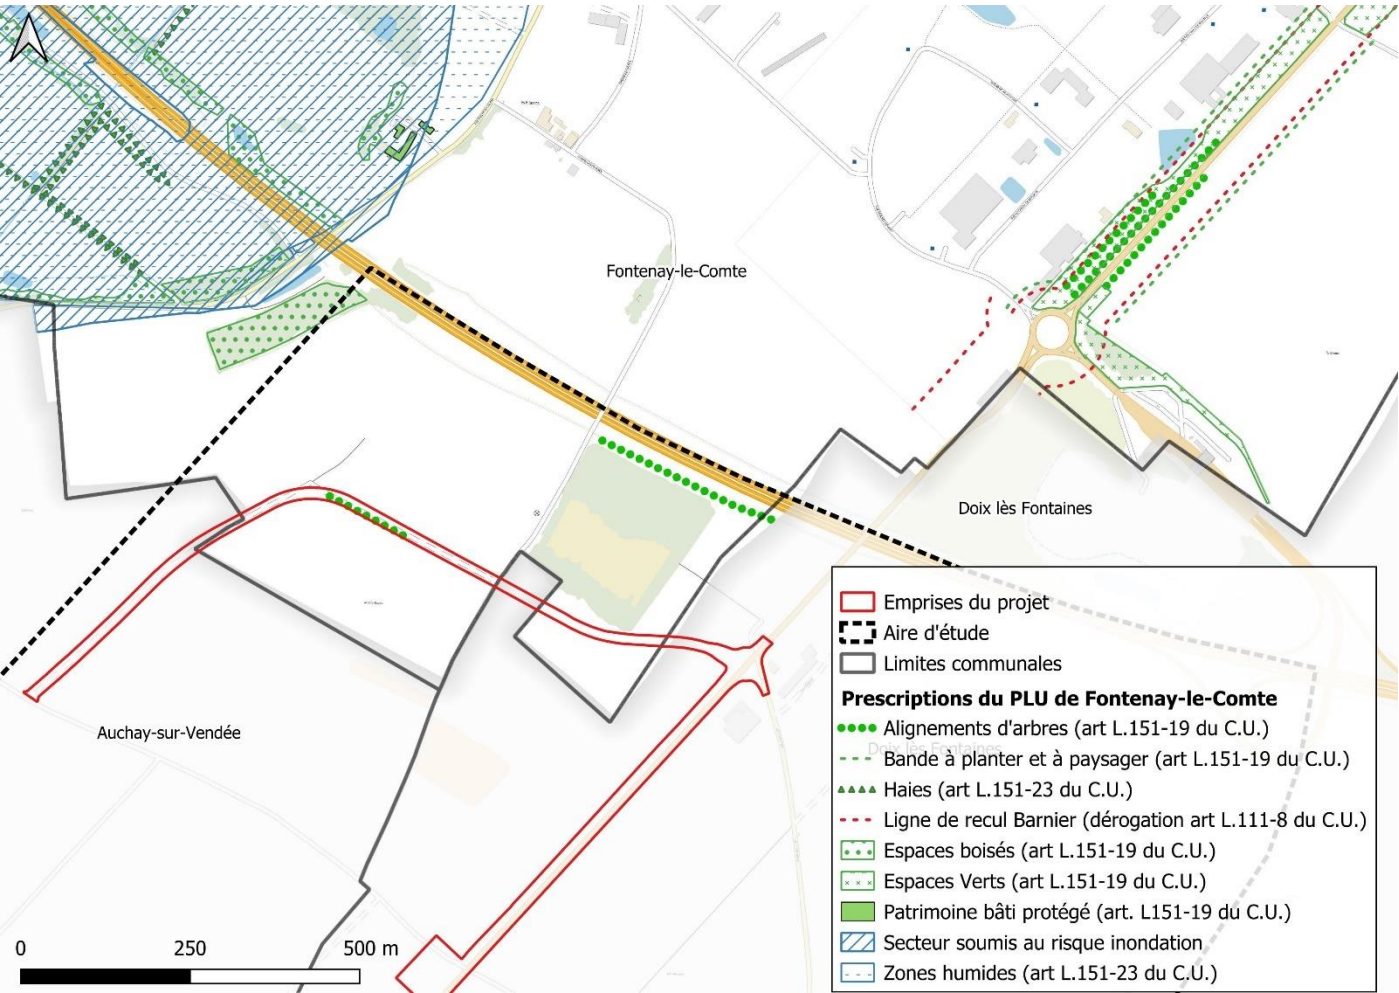 Fontenay-le-Comte
Doix lès Fontaines
Auchay-sur-Vendée
Emprises du projet
Aire d'étude
Limites communales
Prescriptions du PLU de Fontenay-le-Comte
Alignements d'arbres (art L.151-19 du C.U.)
Doix lès Fontaines
Bande à planter et à paysager (art L.151-19 du C.U.)
Haies (art L.151-23 du C.U.)
Ligne de recul Barnier (dérogation art L.111-8 du C.U.)
Espaces boisés (art L.151-19 du C.U.)
Espaces Verts (art L.151-19 du C.U.)
Patrimoine bâti protégé (art. L151-19 du C.U.)
Secteur soumis au risque inondation
Zones humides (art L.151-23 du C.U.)
0 250 500 m